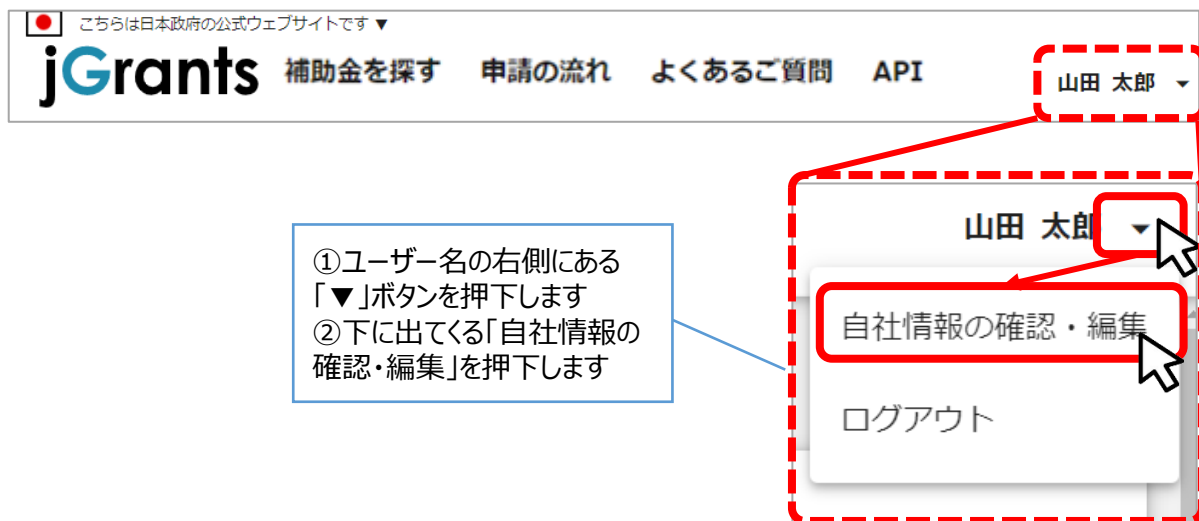 こちらは日本政府の公式ウェブサイトです ▼
jGrants 補助金を探す 申請の流れ よくあるご質問 API 山田 太郎 ▼
山田 太郎 ▼
①ユーザー名の右側にある
「▼」ボタンを押下します
②下に出てくる「自社情報の
確認・編集」を押下します
自社情報の確認・編集
ログアウト